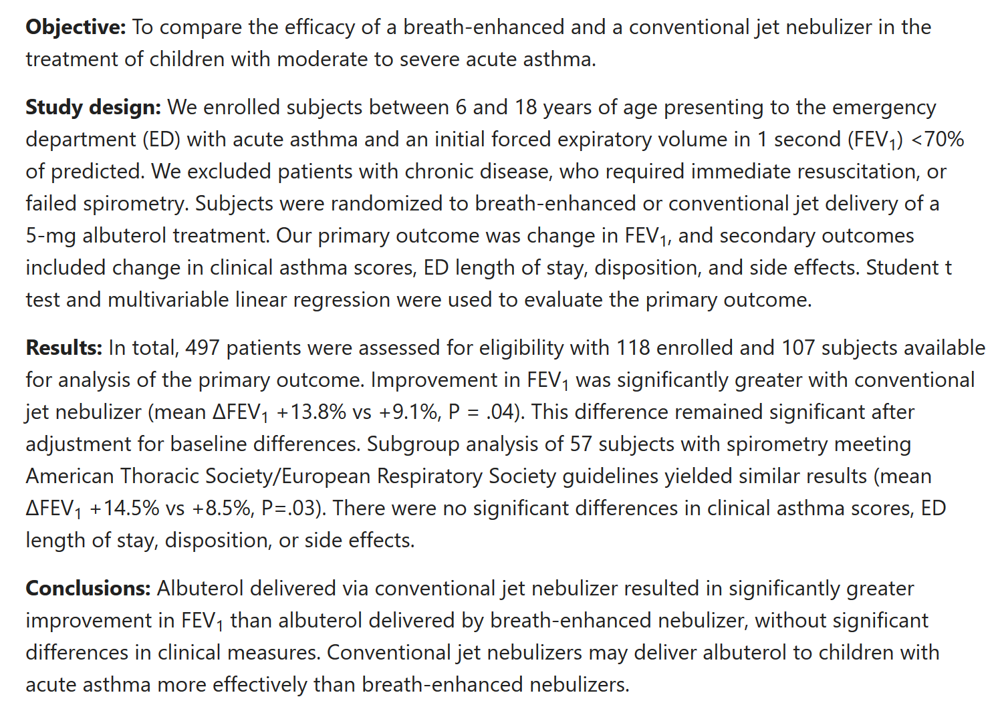 Objective: To compare the efficacy of a breath-enhanced and a conventional jet nebulizer in the
treatment of children with moderate to severe acute asthma.
Study design: We enrolled subjects between 6 and 18 years of age presenting to the emergency
department (ED) with acute asthma and an initial forced expiratory volume in 1 second (FEV₁) <70%
of predicted. We excluded patients with chronic disease, who required immediate resuscitation, or
failed spirometry. Subjects were randomized to breath-enhanced or conventional jet delivery of a
5-mg albuterol treatment. Our primary outcome was change in FEV₁, and secondary outcomes
included change in clinical asthma scores, ED length of stay, disposition, and side effects. Student t
test and multivariable linear regression were used to evaluate the primary outcome.
Results: In total, 497 patients were assessed for eligibility with 118 enrolled and 107 subjects available
for analysis of the primary outcome. Improvement in FEV₁ was significantly greater with conventional
jet nebulizer (mean ΔFEV₁ +13.8% vs +9.1%, P = .04). This difference remained significant after
adjustment for baseline differences. Subgroup analysis of 57 subjects with spirometry meeting
American Thoracic Society/European Respiratory Society guidelines yielded similar results (mean
ΔFEV₁ +14.5% vs +8.5%, P=.03). There were no significant differences in clinical asthma scores, ED
length of stay, disposition, or side effects.
Conclusions: Albuterol delivered via conventional jet nebulizer resulted in significantly greater
improvement in FEV₁ than albuterol delivered by breath-enhanced nebulizer, without significant
differences in clinical measures. Conventional jet nebulizers may deliver albuterol to children with
acute asthma more effectively than breath-enhanced nebulizers.